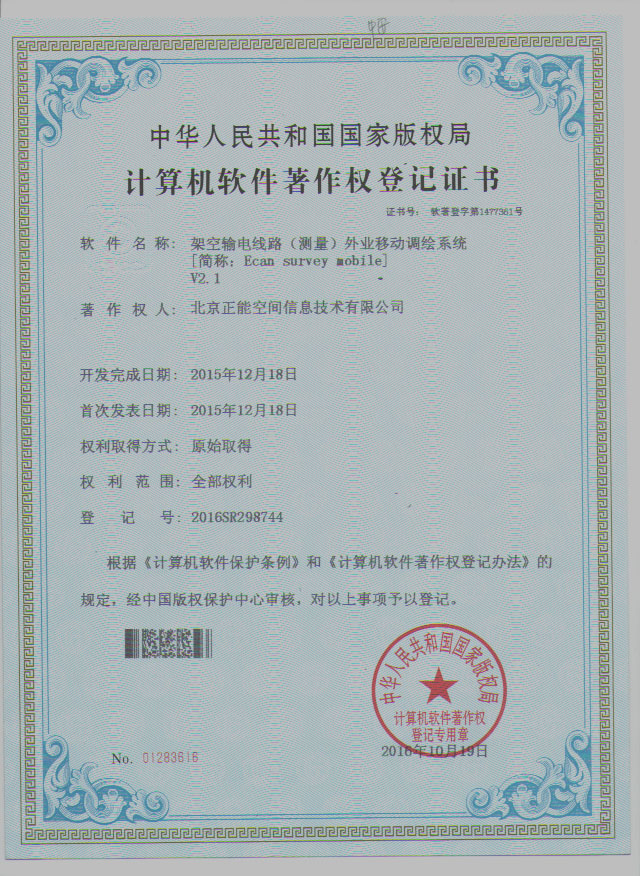 中华人民共和国国家版权局
计算机软件著作权登记证书
证书号： 软著登字第1477361号
软件名称： 架空输电线路（测量）外业移动调绘系统
[简称：Ecan survey mobile]
V2.1
著作权人： 北京正能空间信息技术有限公司
开发完成日期： 2015年12月18日
首次发表日期： 2015年12月18日
权利取得方式： 原始取得
权利范围： 全部权利
登记号： 2016SR298744
根据《计算机软件保护条例》和《计算机软件著作权登记办法》的
规定，经中国版权保护中心审核，对以上事项予以登记。
中华人民共和国国家版权局
计算机软件著作权
登记专用章
No. 01283616
2016年10月19日